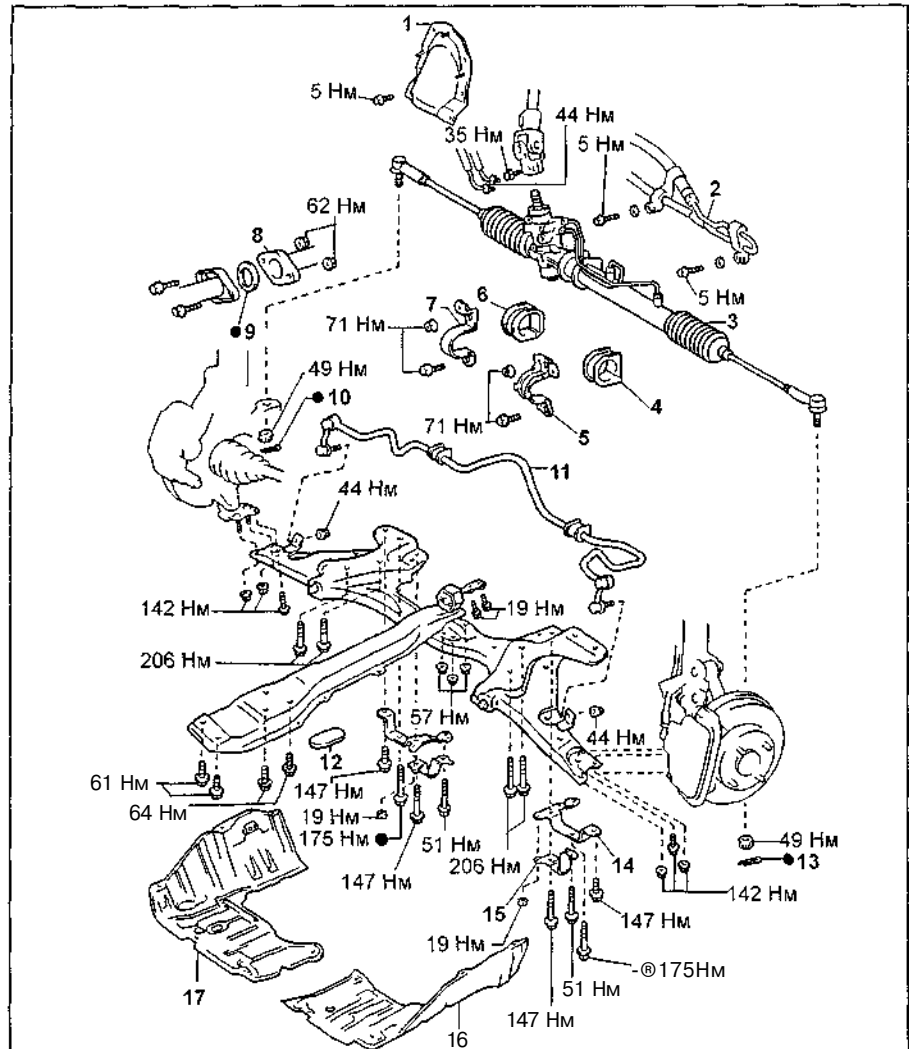 1
5 Нм
44 Нм
35 Нм
5 Нм
2
62 Нм
8
5 Нм
● 9
7
6
3
71 Нм
49 Нм
● 10
4
71 Нм
5
11
44 Нм
142 Нм
19 Нм
206 Нм
57 Нм
44 Нм
12
61 Нм
147 Нм
64 Нм
19 Нм
175 Нм ●
51 Нм
206 Нм
14
49 Нм
● 13
147 Нм
142 Нм
15
147 Нм
19 Нм
17
-®175Нм
51 Нм
147 Нм
16